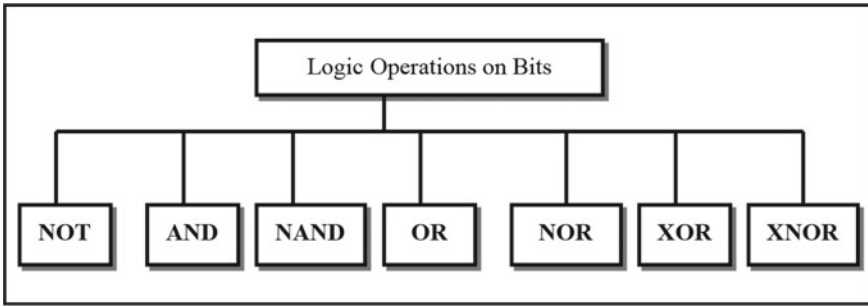 Logic Operations on Bits
NOT AND NAND OR NOR XOR XNOR